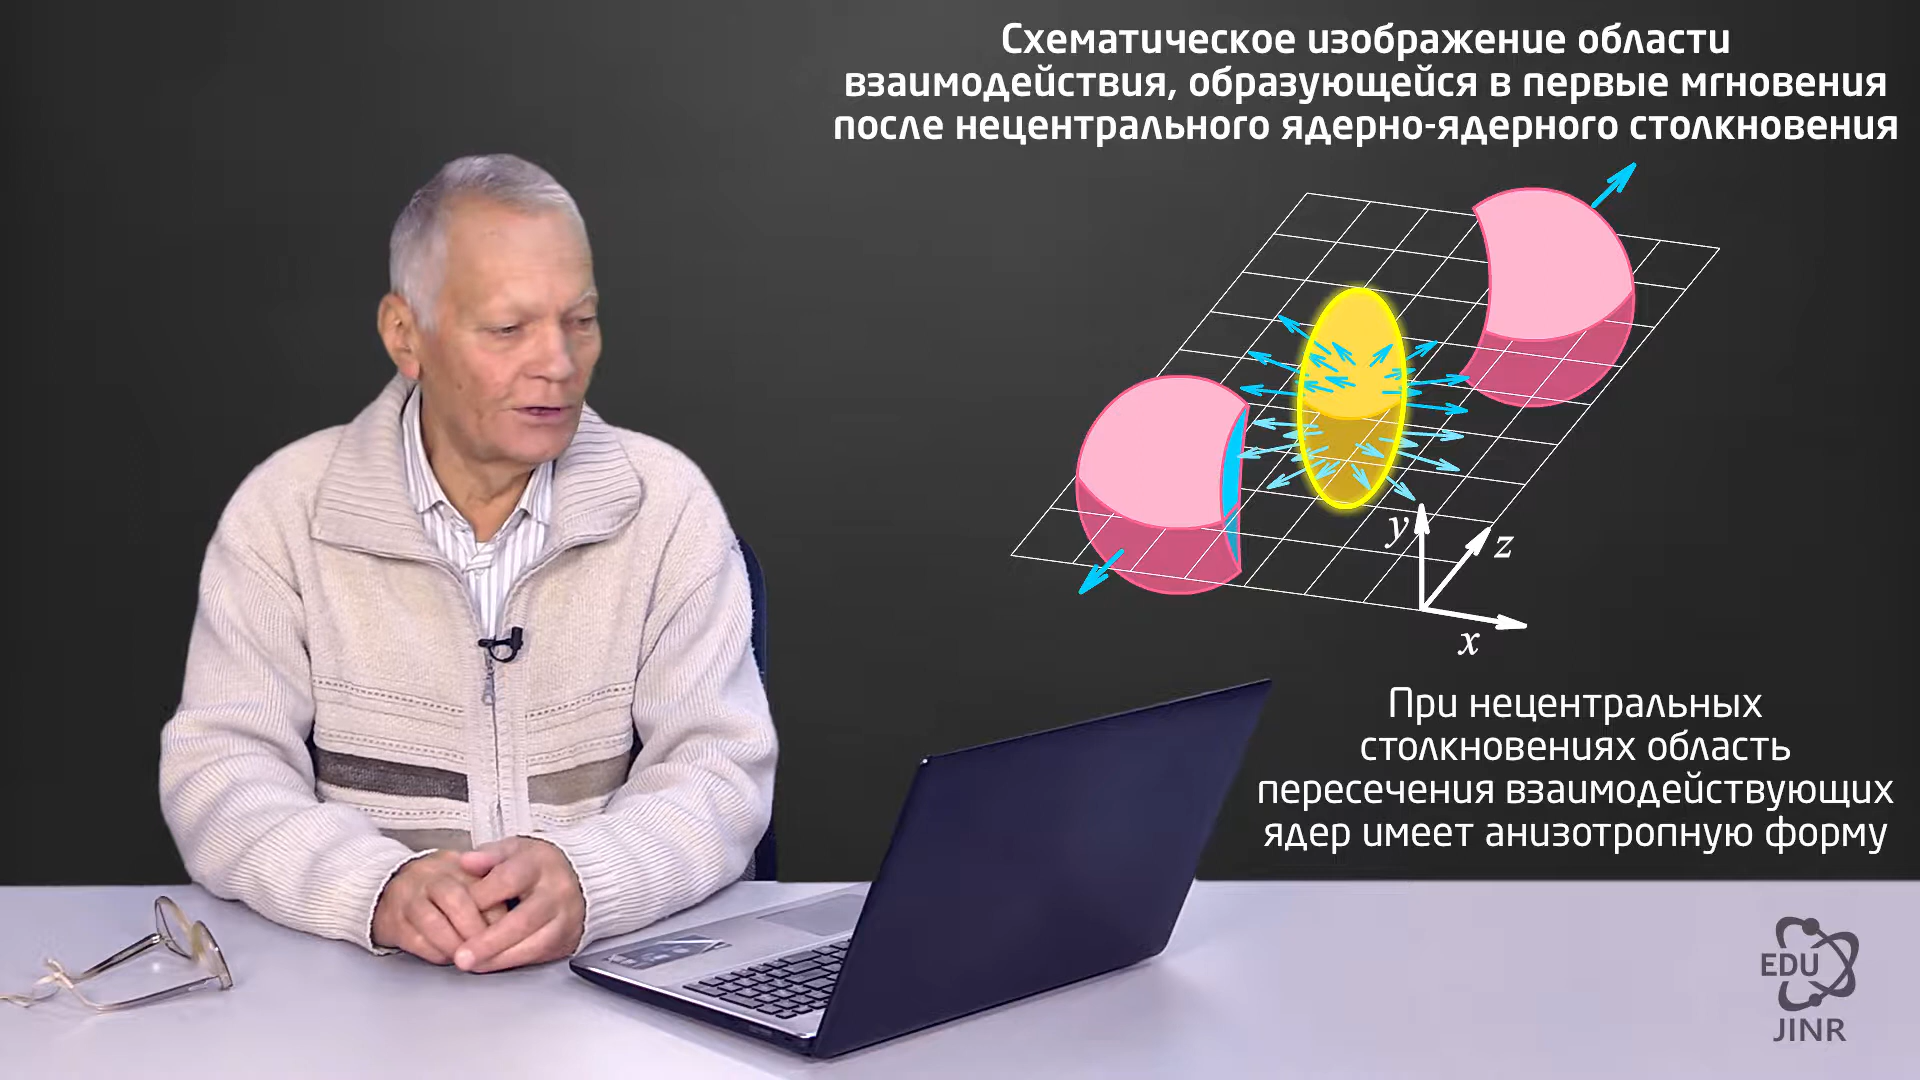 Схематическое изображение области
взаимодействия, образующейся в первые мгновения
после нецентрального ядерно-ядерного столкновения
y
z
x
При нецентральных
столкновениях область
пересечения взаимодействующих
ядер имеет анизотропную форму
EDU
JINR